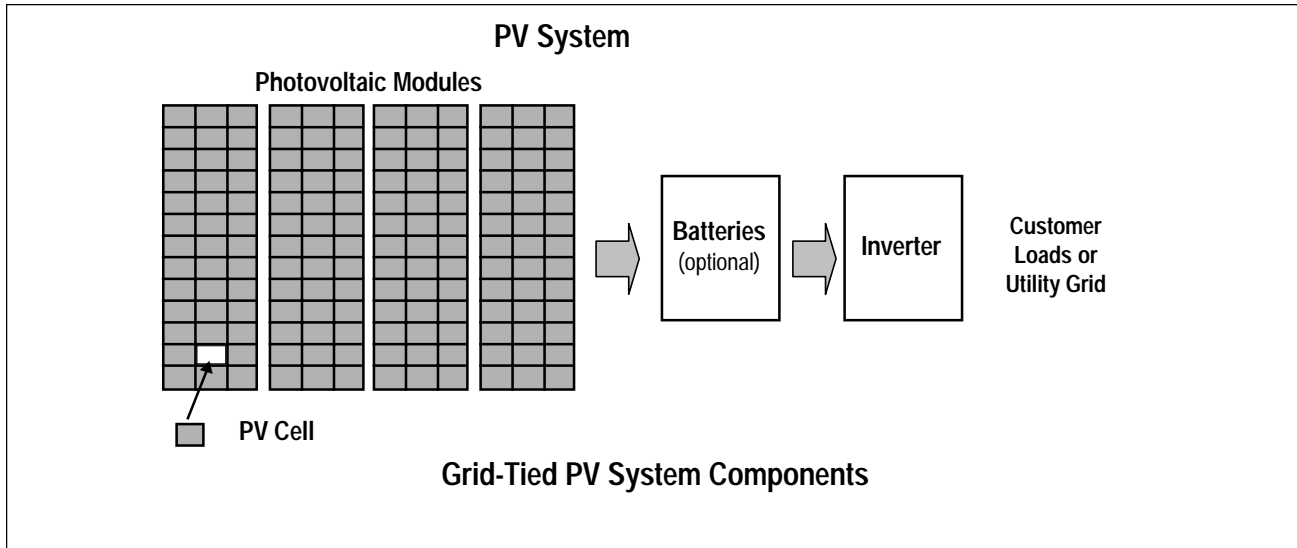 PV System
Photovoltaic Modules
Batteries
(optional)
Inverter
Customer
Loads or
Utility Grid
PV Cell
Grid-Tied PV System Components